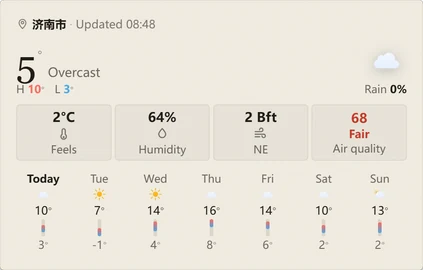 济南市 · Updated 08:48
5°
Overcast
H 10° L 3°
Rain 0%
2°C 64% 2 Bft 68
Fair
Feels Humidity NE Air quality
Today Tue Wed Thu Fri Sat Sun
10° 7° 14° 16° 14° 10° 13°
3° -1° 4° 8° 6° 2° 2°